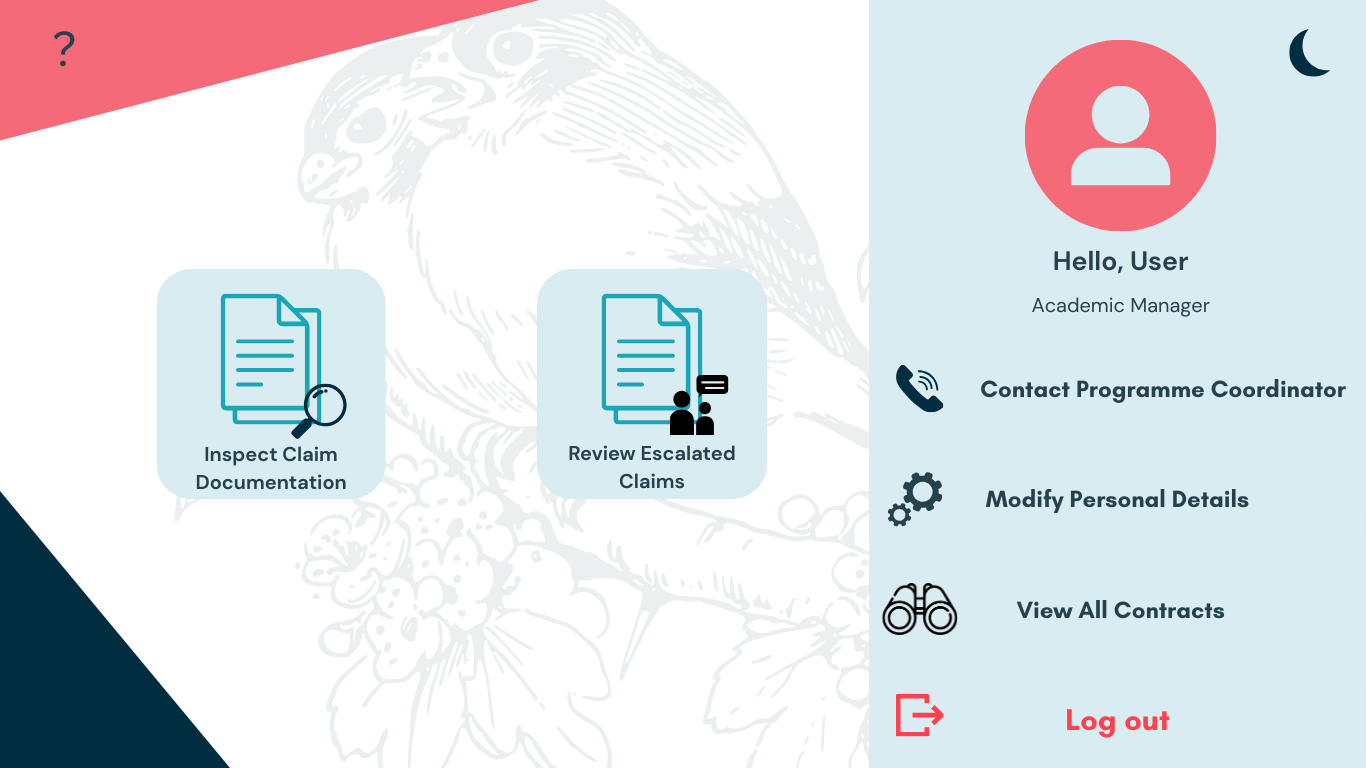 ?
Inspect Claim
Documentation
Review Escalated
Claims
Hello, User
Academic Manager
Contact Programme Coordinator
Modify Personal Details
View All Contracts
Log out